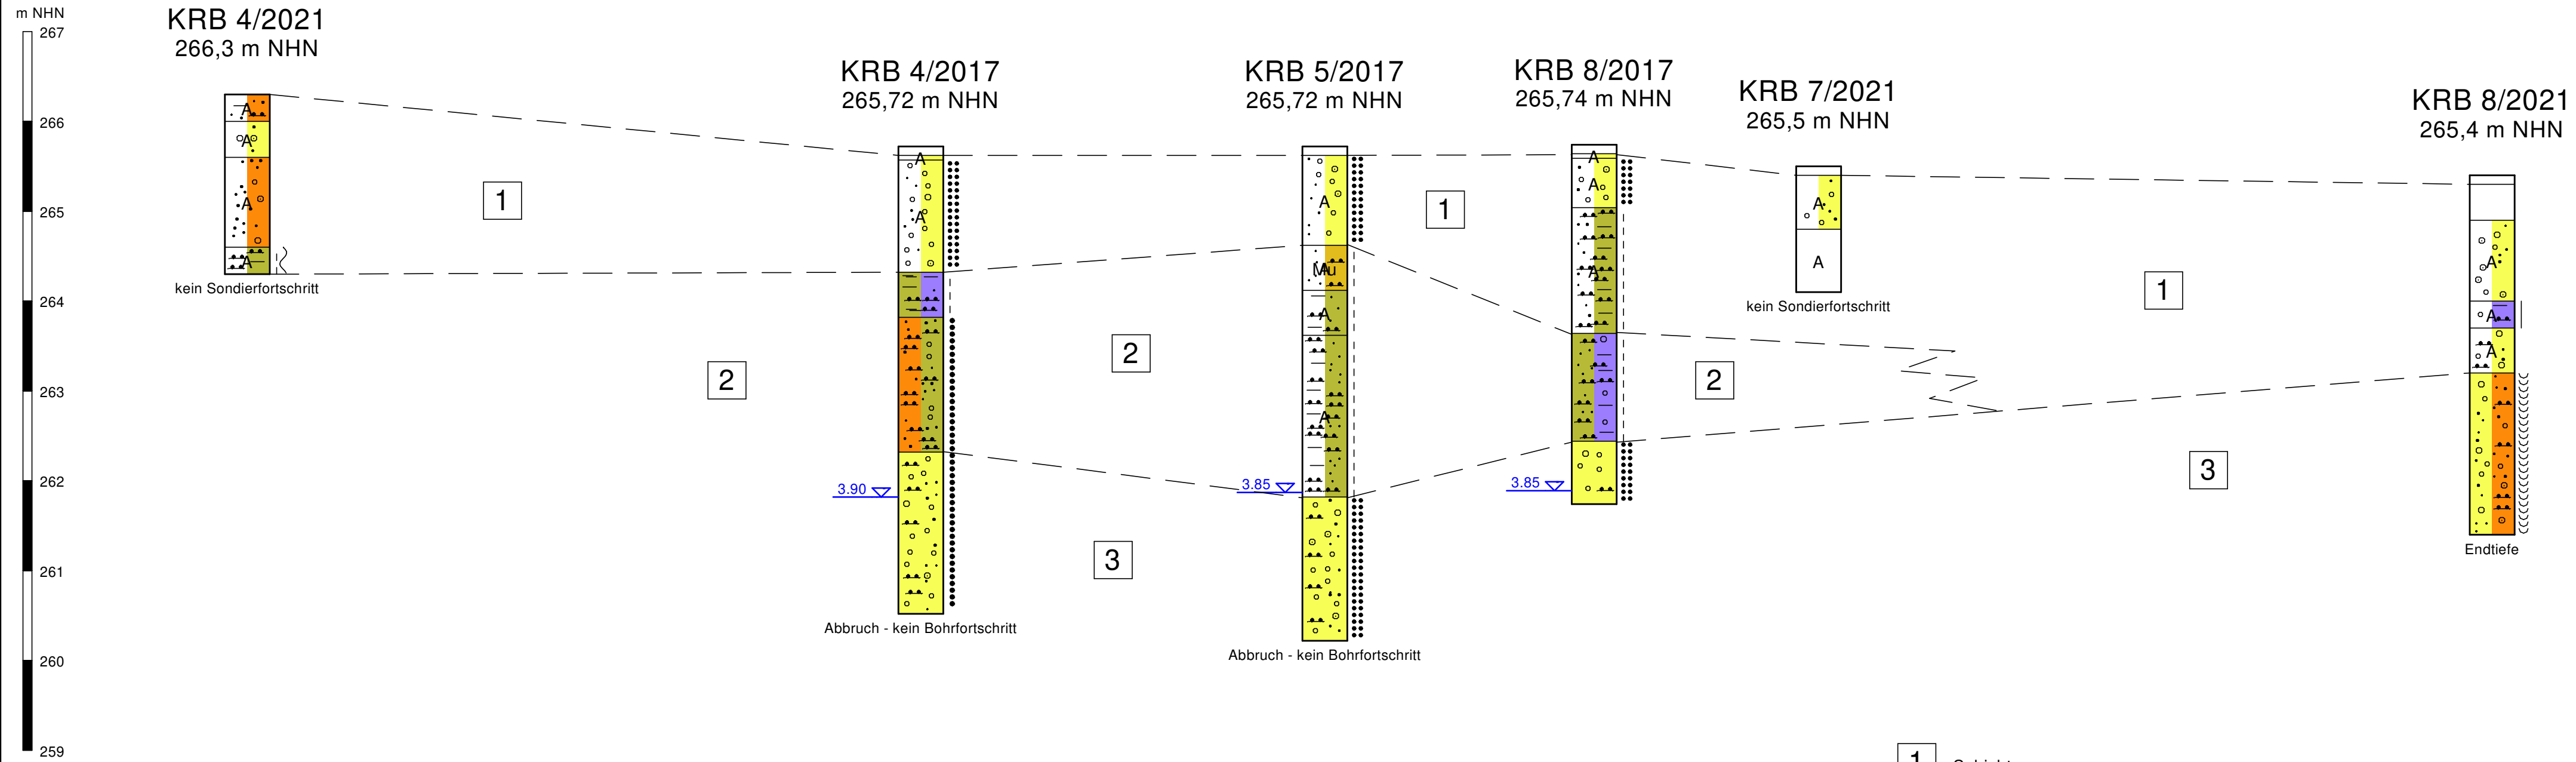 m NHN
267
266
265
264
263
262
261
260
259
KRB 4/2021
266,3 m NHN
A
A
A
A
kein Sondierfortschritt
1
2
KRB 4/2017
265,72 m NHN
A
A
3.90
Abbruch - kein Bohrfortschritt
2
3
KRB 5/2017
265,72 m NHN
A
Mu
A
A
3.85
Abbruch - kein Bohrfortschritt
1
KRB 8/2017
265,74 m NHN
A
A
A
3.85
2
KRB 7/2021
265,5 m NHN
A
A
kein Sondierfortschritt
1
3
KRB 8/2021
265,4 m NHN
A
A
A
Endtiefe
1